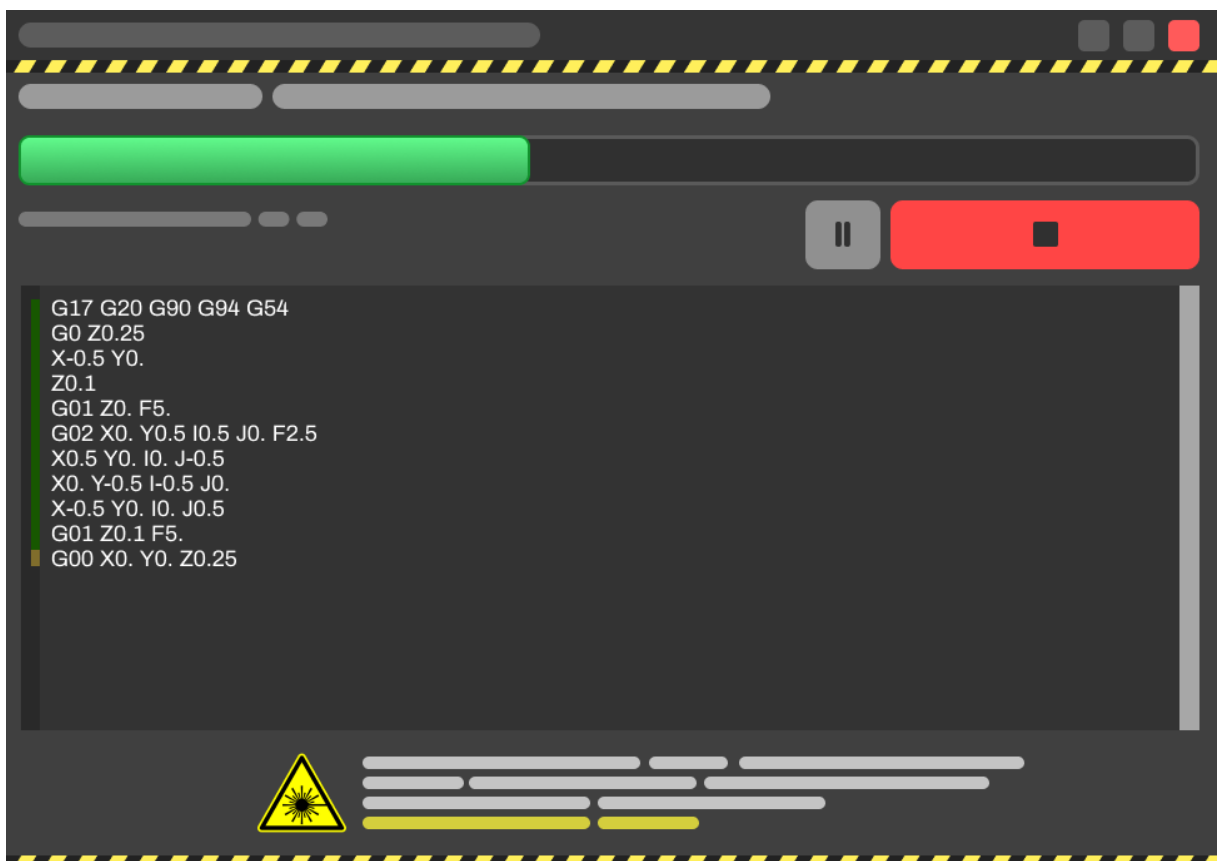 G17 G20 G90 G94 G54
G0 Z0.25
X-0.5 Y0.
Z0.1
G01 Z0. F5.
G02 X0. Y0.5 I0.5 J0. F2.5
X0.5 Y0. I0. J-0.5
X0. Y-0.5 I-0.5 J0.
X-0.5 Y0. I0. J0.5
G01 Z0.1 F5.
G00 X0. Y0. Z0.25